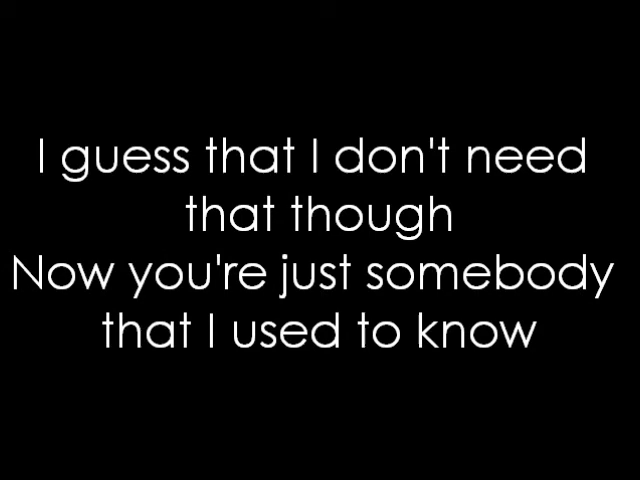 I guess that I don't need
that though
Now you're just somebody
that I used to know